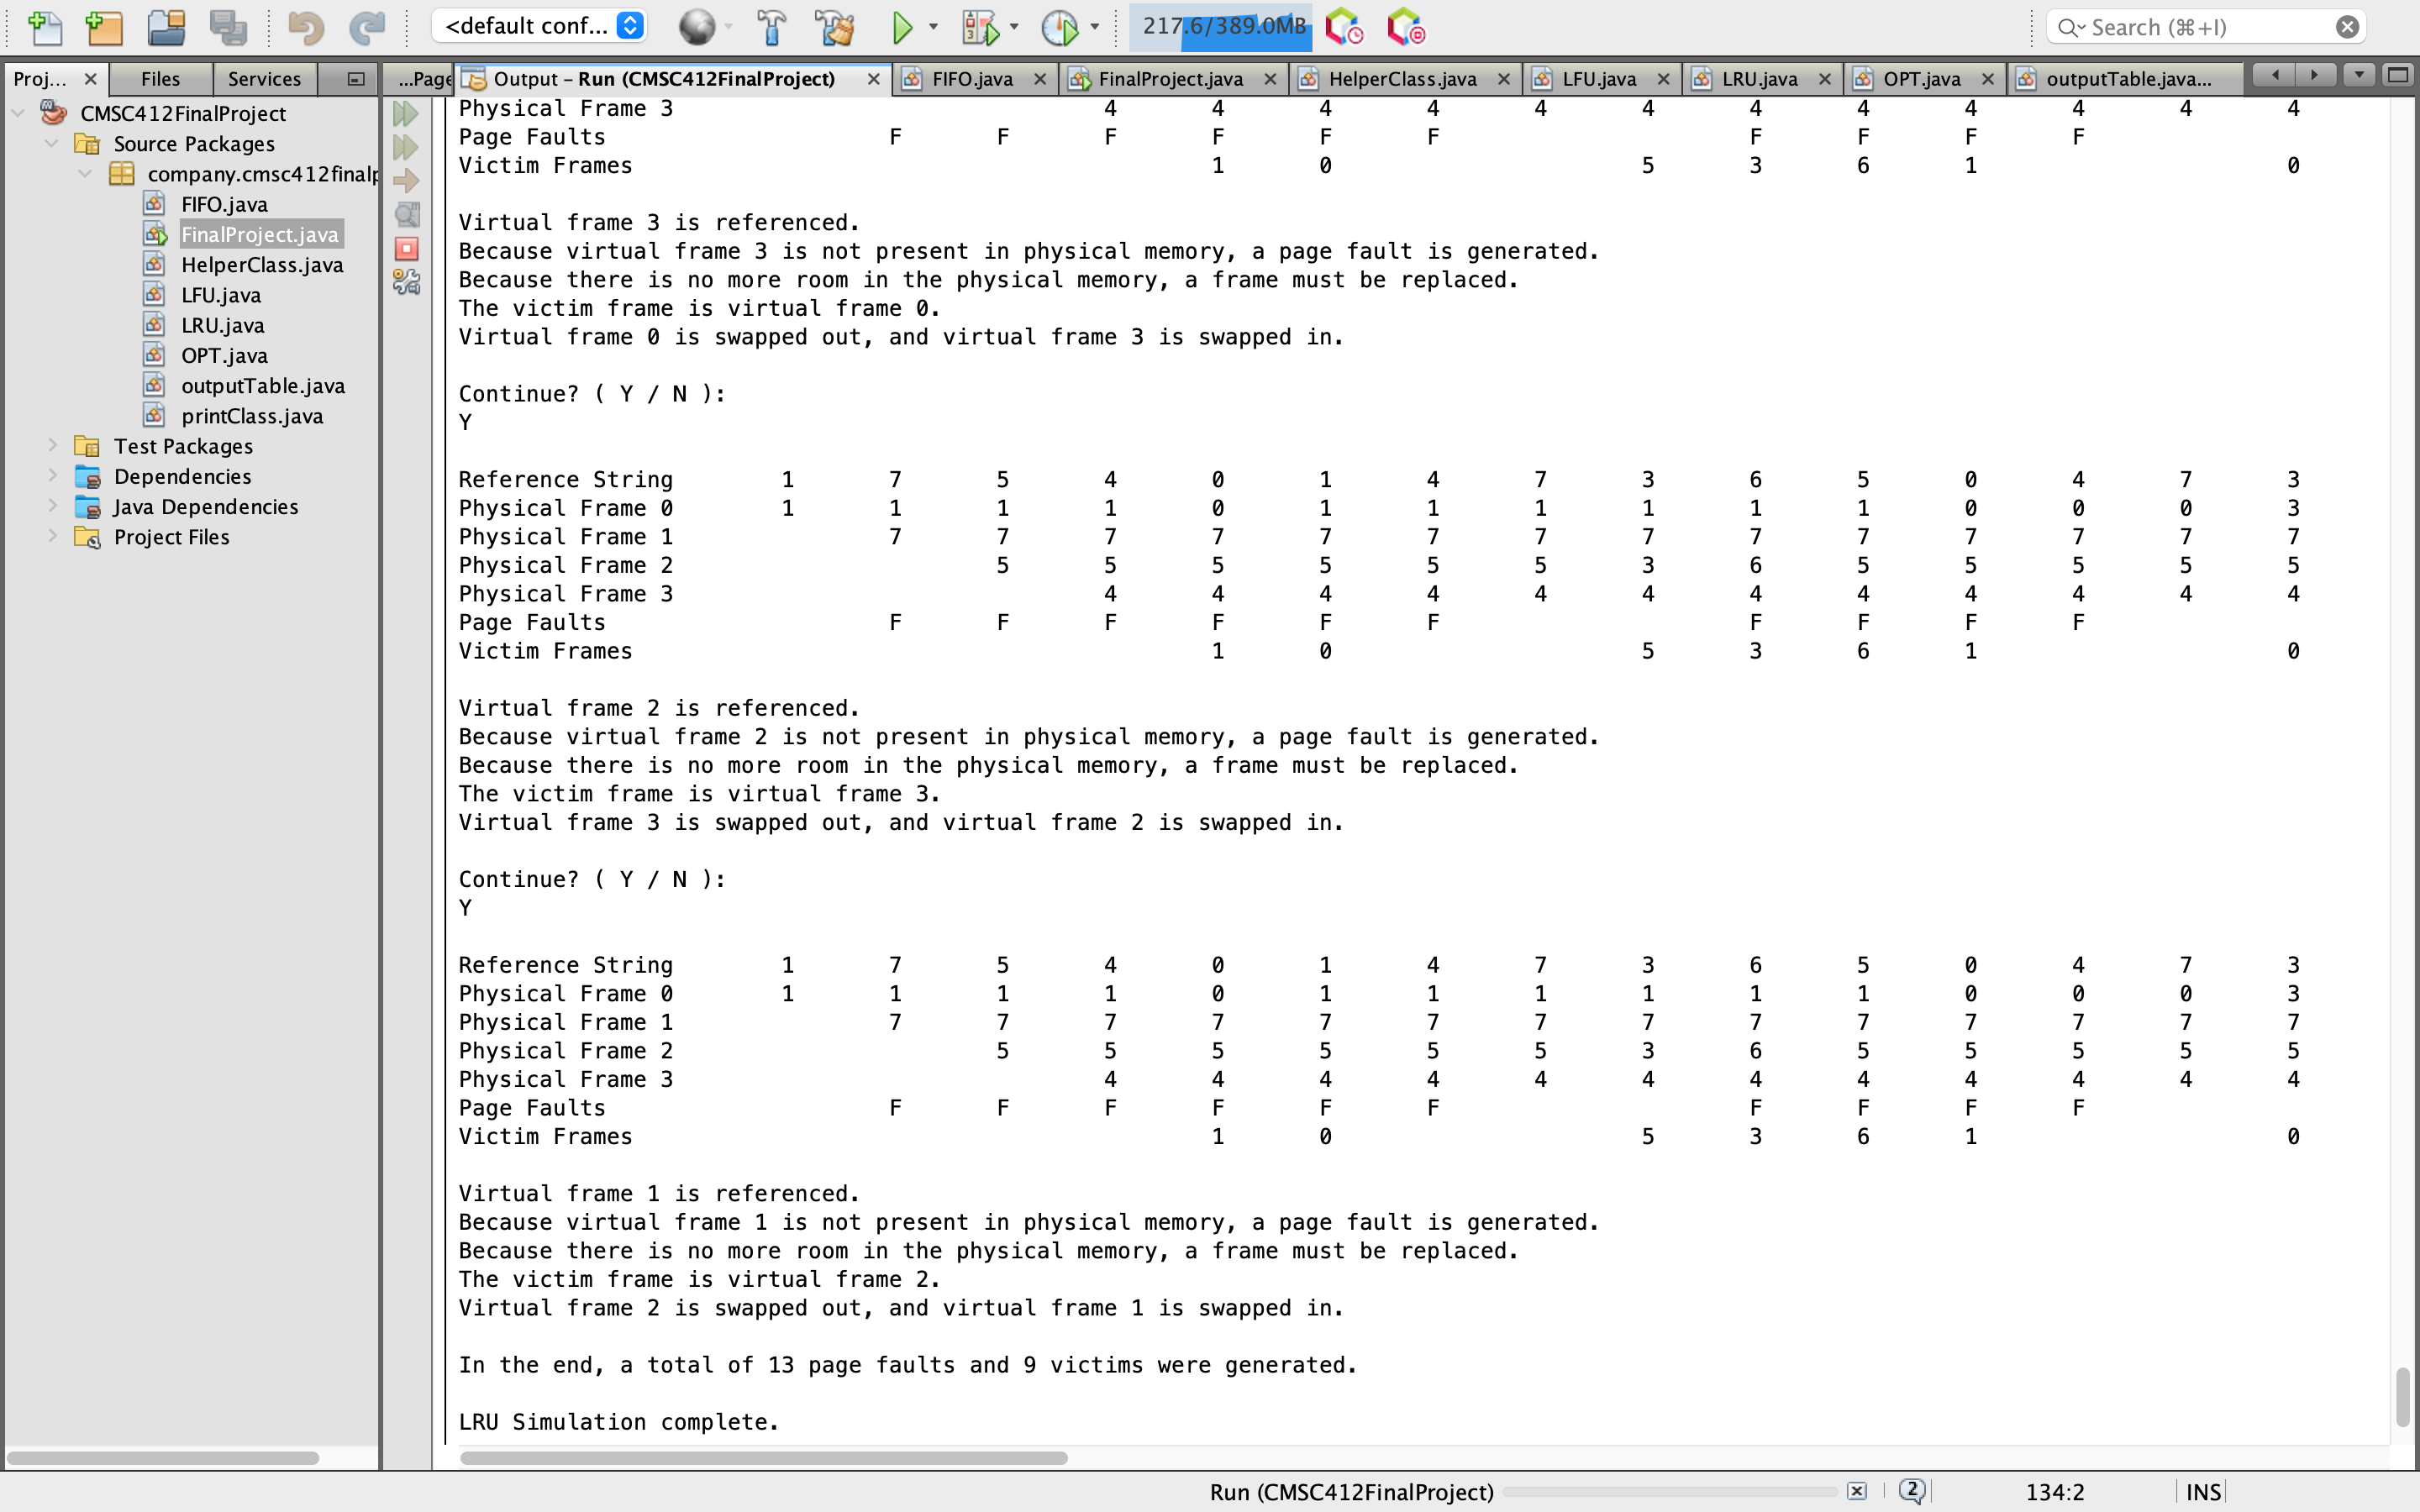 <default conf...
217.6/389.0MB
Search (⌘+I)
Proj...
Files
Services
...Page
Output – Run (CMSC412FinalProject)
FIFO.java
FinalProject.java
HelperClass.java
LFU.java
LRU.java
OPT.java
outputTable.java...
CMSC412FinalProject
Source Packages
company.cmsc412finalp
FIFO.java
FinalProject.java
HelperClass.java
LFU.java
LRU.java
OPT.java
outputTable.java
printClass.java
Test Packages
Dependencies
Java Dependencies
Project Files
Physical Frame 3 4 4 4 4 4 4 4 4 4 4 4 4
Page Faults F F F F F F F F F F
Victim Frames 1 0 5 3 6 1 0
Virtual frame 3 is referenced.
Because virtual frame 3 is not present in physical memory, a page fault is generated.
Because there is no more room in the physical memory, a frame must be replaced.
The victim frame is virtual frame 0.
Virtual frame 0 is swapped out, and virtual frame 3 is swapped in.
Continue? ( Y / N ):
Y
Reference String 1 7 5 4 0 1 4 7 3 6 5 0 4 7 3
Physical Frame 0 1 1 1 1 0 1 1 1 1 1 1 0 0 0 3
Physical Frame 1 7 7 7 7 7 7 7 7 7 7 7 7 7 7
Physical Frame 2 5 5 5 5 5 5 3 6 5 5 5 5 5
Physical Frame 3 4 4 4 4 4 4 4 4 4 4 4 4
Page Faults F F F F F F F F F F
Victim Frames 1 0 5 3 6 1 0
Virtual frame 2 is referenced.
Because virtual frame 2 is not present in physical memory, a page fault is generated.
Because there is no more room in the physical memory, a frame must be replaced.
The victim frame is virtual frame 3.
Virtual frame 3 is swapped out, and virtual frame 2 is swapped in.
Continue? ( Y / N ):
Y
Reference String 1 7 5 4 0 1 4 7 3 6 5 0 4 7 3
Physical Frame 0 1 1 1 1 0 1 1 1 1 1 1 0 0 0 3
Physical Frame 1 7 7 7 7 7 7 7 7 7 7 7 7 7 7
Physical Frame 2 5 5 5 5 5 5 3 6 5 5 5 5 5
Physical Frame 3 4 4 4 4 4 4 4 4 4 4 4 4
Page Faults F F F F F F F F F F
Victim Frames 1 0 5 3 6 1 0
Virtual frame 1 is referenced.
Because virtual frame 1 is not present in physical memory, a page fault is generated.
Because there is no more room in the physical memory, a frame must be replaced.
The victim frame is virtual frame 2.
Virtual frame 2 is swapped out, and virtual frame 1 is swapped in.
In the end, a total of 13 page faults and 9 victims were generated.
LRU Simulation complete.
Run (CMSC412FinalProject)
2
134:2
INS